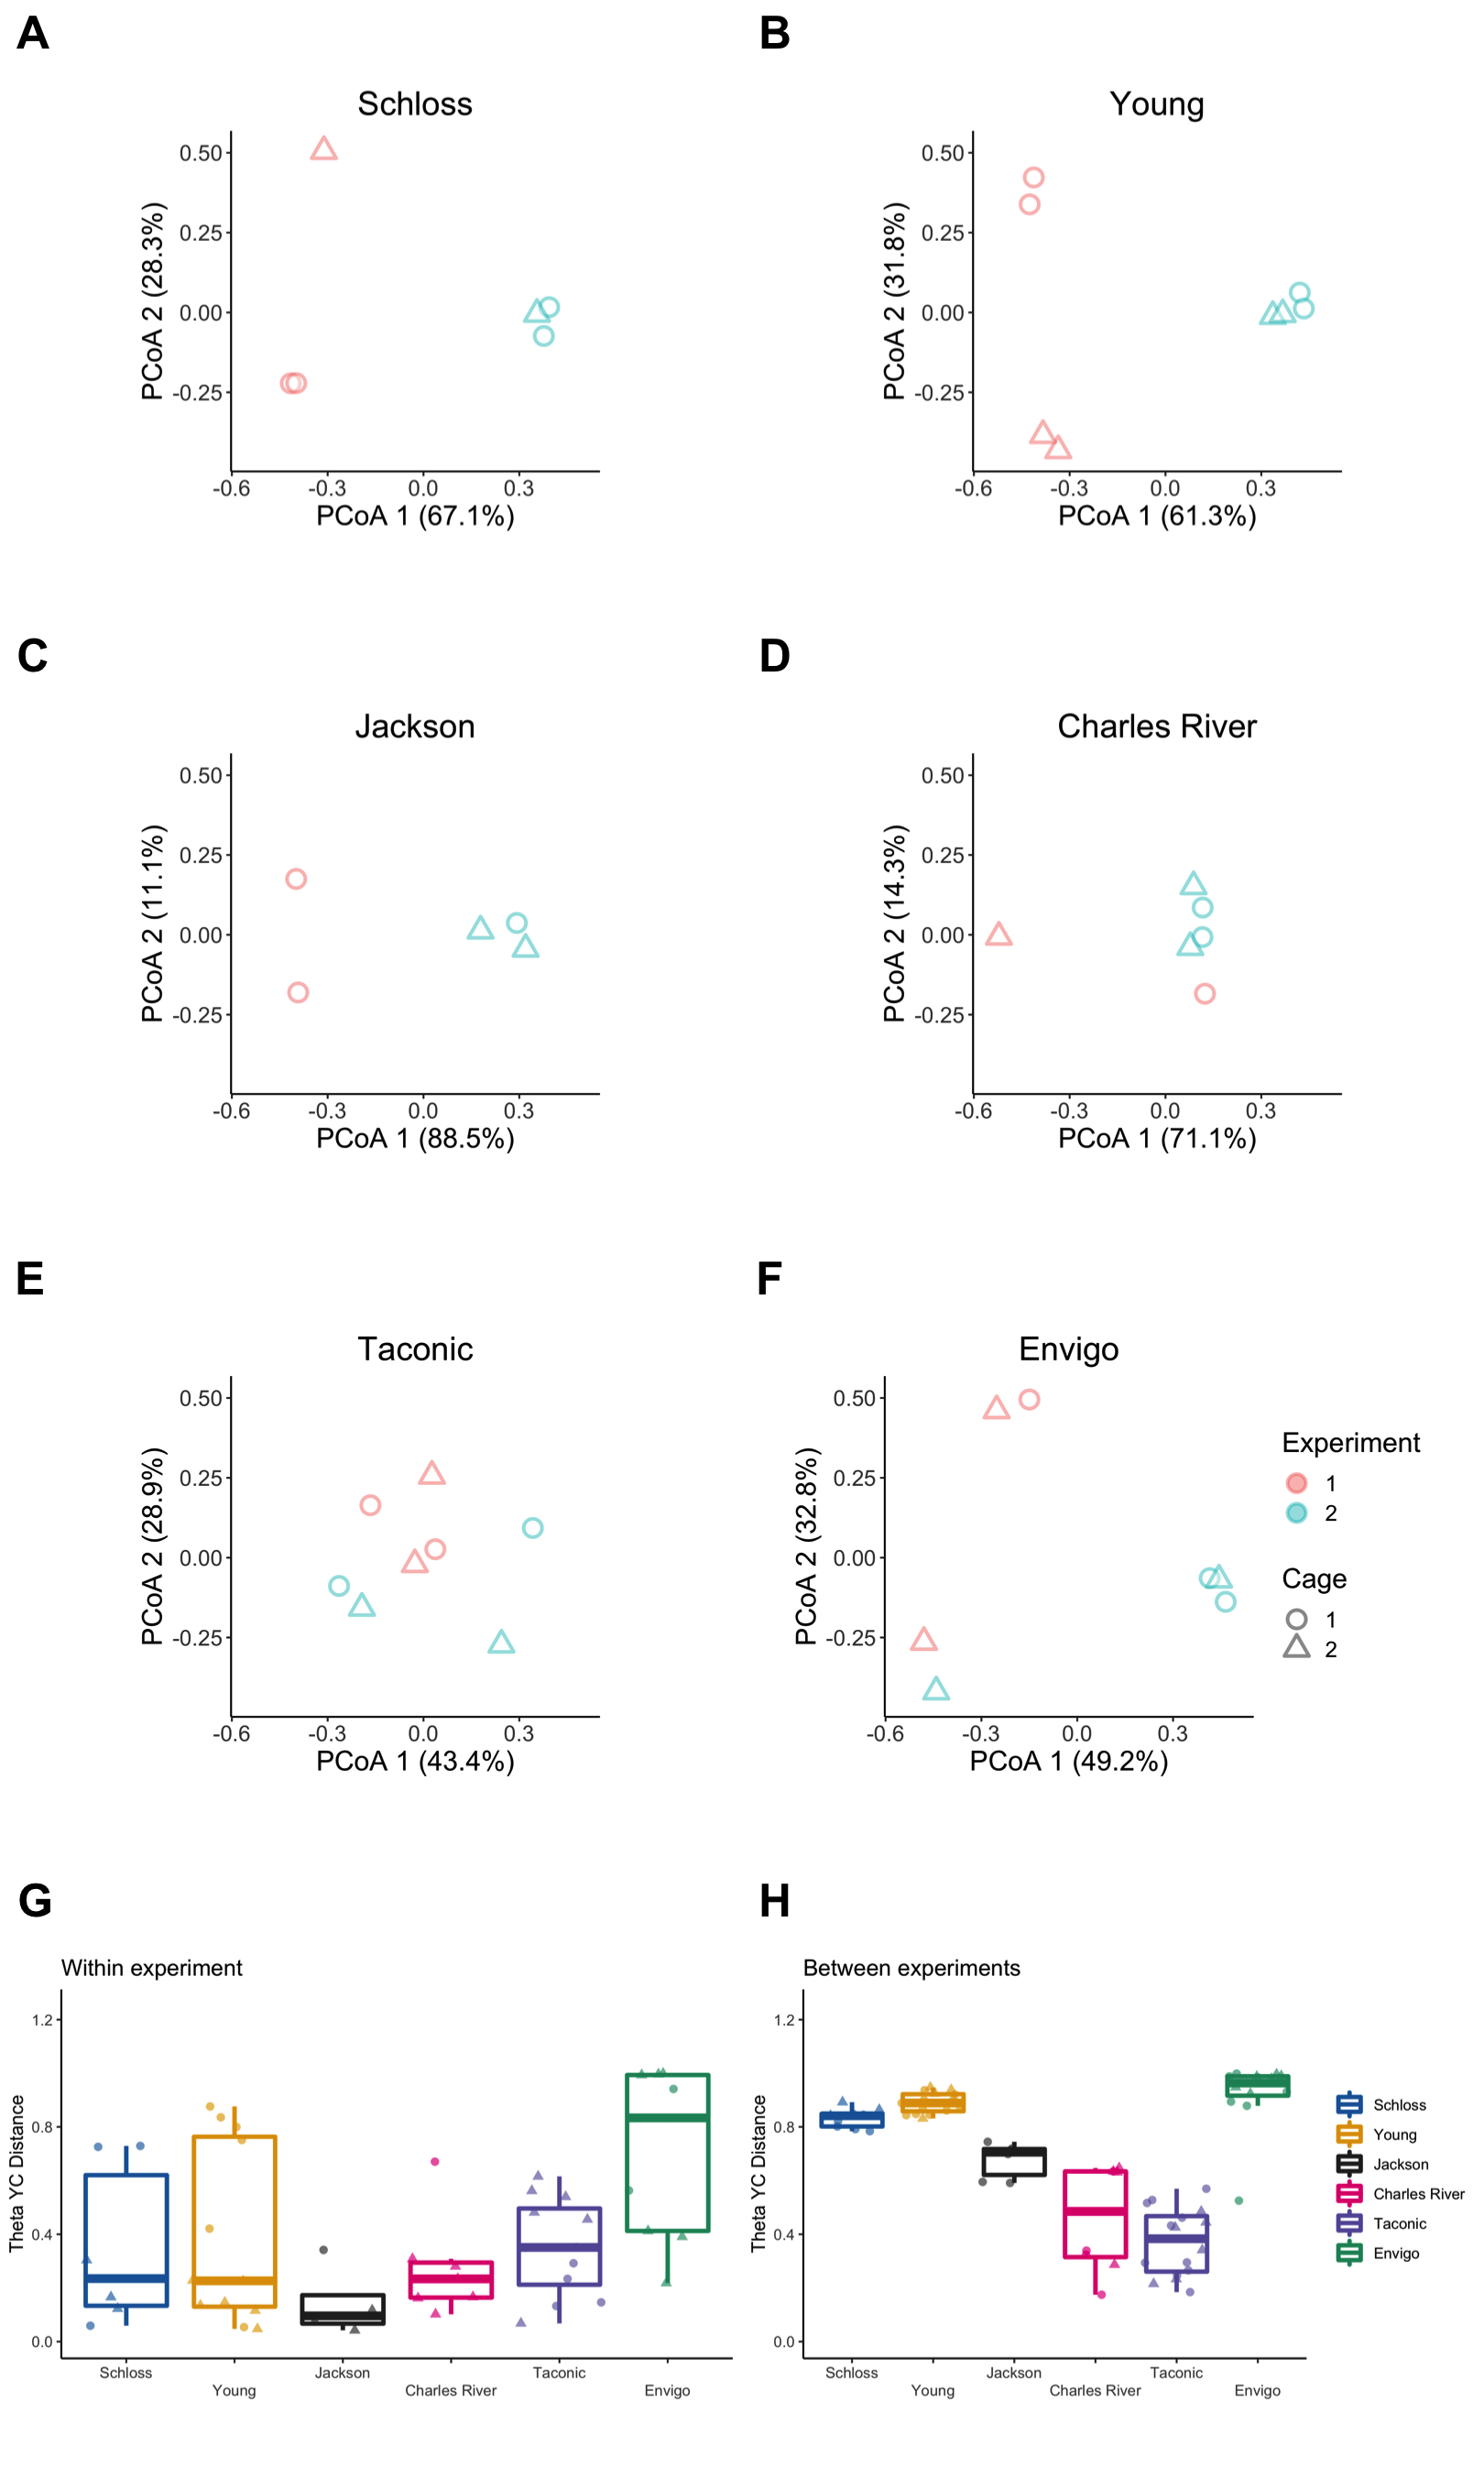 A
B
Schloss
Young
PCoA 2 (28.3%)
0.50
0.25
0.00
-0.25
-0.6 -0.3 0.0 0.3
PCoA 1 (67.1%)
PCoA 2 (31.8%)
0.50
0.25
0.00
-0.25
-0.6 -0.3 0.0 0.3
PCoA 1 (61.3%)
C
D
Jackson
Charles River
PCoA 2 (11.1%)
0.50
0.25
0.00
-0.25
-0.6 -0.3 0.0 0.3
PCoA 1 (88.5%)
PCoA 2 (14.3%)
0.50
0.25
0.00
-0.25
-0.6 -0.3 0.0 0.3
PCoA 1 (71.1%)
E
F
Taconic
Envigo
PCoA 2 (28.9%)
0.50
0.25
0.00
-0.25
-0.6 -0.3 0.0 0.3
PCoA 1 (43.4%)
PCoA 2 (32.8%)
0.50
0.25
0.00
-0.25
-0.6 -0.3 0.0 0.3
PCoA 1 (49.2%)
Experiment
1
2
Cage
1
2
G
H
Within experiment
Theta YC Distance
1.2
0.8
0.4
0.0
Schloss
Young
Jackson
Charles River
Taconic
Envigo
Between experiments
Theta YC Distance
1.2
0.8
0.4
0.0
Schloss
Young
Jackson
Charles River
Taconic
Envigo
Schloss
Young
Jackson
Charles River
Taconic
Envigo